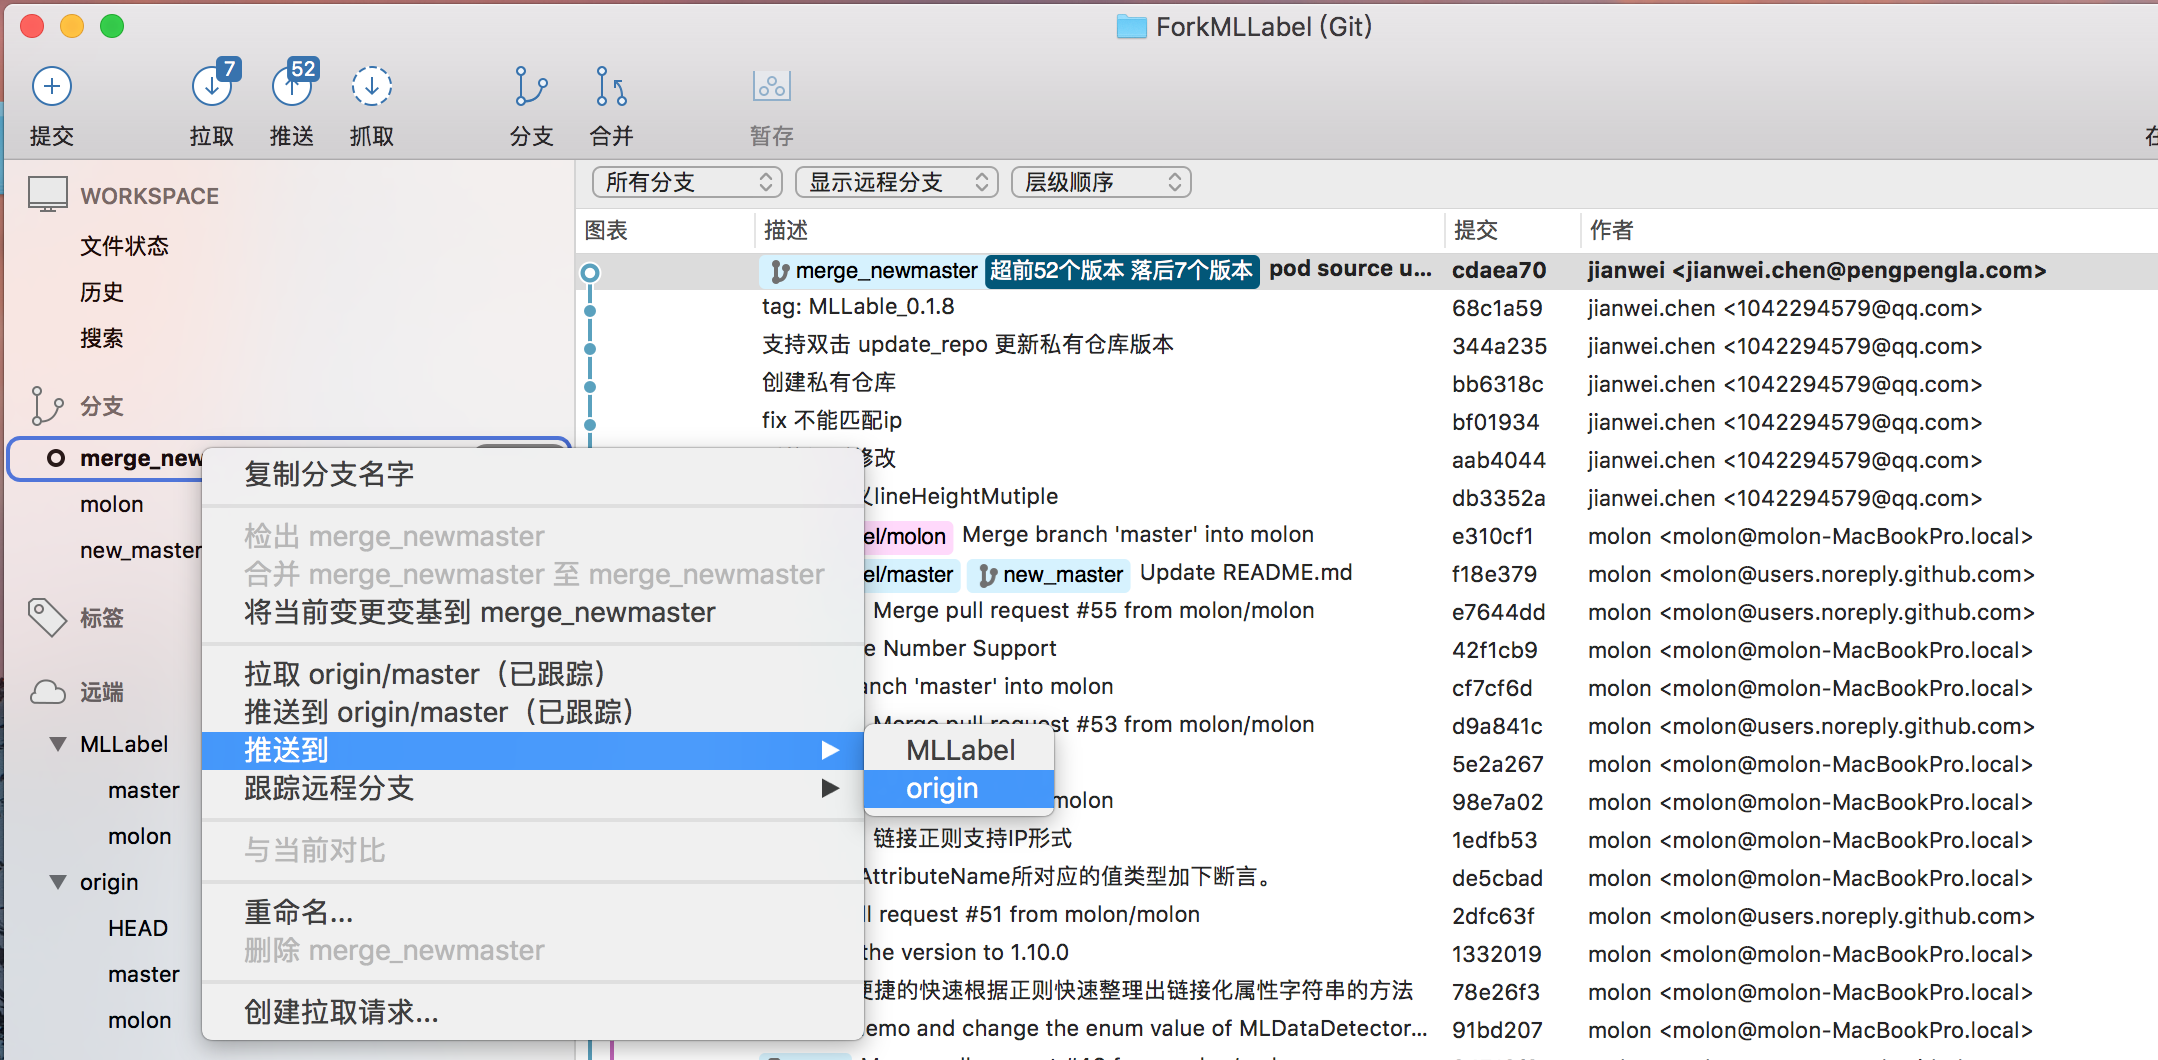 ForkMLLabel (Git)
7
52
提交
拉取
推送
抓取
分支
合并
暂存
WORKSPACE
文件状态
历史
搜索
分支
merge_new
molon
new_master
标签
远端
MLLabel
master
molon
origin
HEAD
master
molon
复制分支名字
检出 merge_newmaster
合并 merge_newmaster 至 merge_newmaster
将当前变更变基到 merge_newmaster
拉取 origin/master（已跟踪）
推送到 origin/master（已跟踪）
推送到
跟踪远程分支
与当前对比
重命名...
删除 merge_newmaster
创建拉取请求...
MLLabel
origin
所有分支
显示远程分支
层级顺序
图表 描述 提交 作者
merge_newmaster 超前52个版本 落后7个版本 pod source u... cdaea70 jianwei <jianwei.chen@pengpengla.com>
tag: MLLable_0.1.8 68c1a59 jianwei.chen <1042294579@qq.com>
支持双击 update_repo 更新私有仓库版本 344a235 jianwei.chen <1042294579@qq.com>
创建私有仓库 bb6318c jianwei.chen <1042294579@qq.com>
fix 不能匹配ip bf01934 jianwei.chen <1042294579@qq.com>
修改 aab4044 jianwei.chen <1042294579@qq.com>
lineHeightMutiple db3352a jianwei.chen <1042294579@qq.com>
el/molon Merge branch 'master' into molon e310cf1 molon <molon@molon-MacBookPro.local>
el/master new_master Update README.md f18e379 molon <molon@users.noreply.github.com>
Merge pull request #55 from molon/molon e7644dd molon <molon@users.noreply.github.com>
e Number Support 42f1cb9 molon <molon@molon-MacBookPro.local>
nch 'master' into molon cf7cf6d molon <molon@molon-MacBookPro.local>
Merge pull request #53 from molon/molon d9a841c molon <molon@users.noreply.github.com>
5e2a267 molon <molon@molon-MacBookPro.local>
molon 98e7a02 molon <molon@molon-MacBookPro.local>
链接正则支持IP形式 1edfb53 molon <molon@molon-MacBookPro.local>
AttributeName所对应的值类型加下断言。 de5cbad molon <molon@molon-MacBookPro.local>
ll request #51 from molon/molon 2dfc63f molon <molon@users.noreply.github.com>
the version to 1.10.0 1332019 molon <molon@molon-MacBookPro.local>
捷的快速根据正则快速整理出链接化属性字符串的方法 78e26f3 molon <molon@molon-MacBookPro.local>
emo and change the enum value of MLDataDetector... 91bd207 molon <molon@molon-MacBookPro.local>